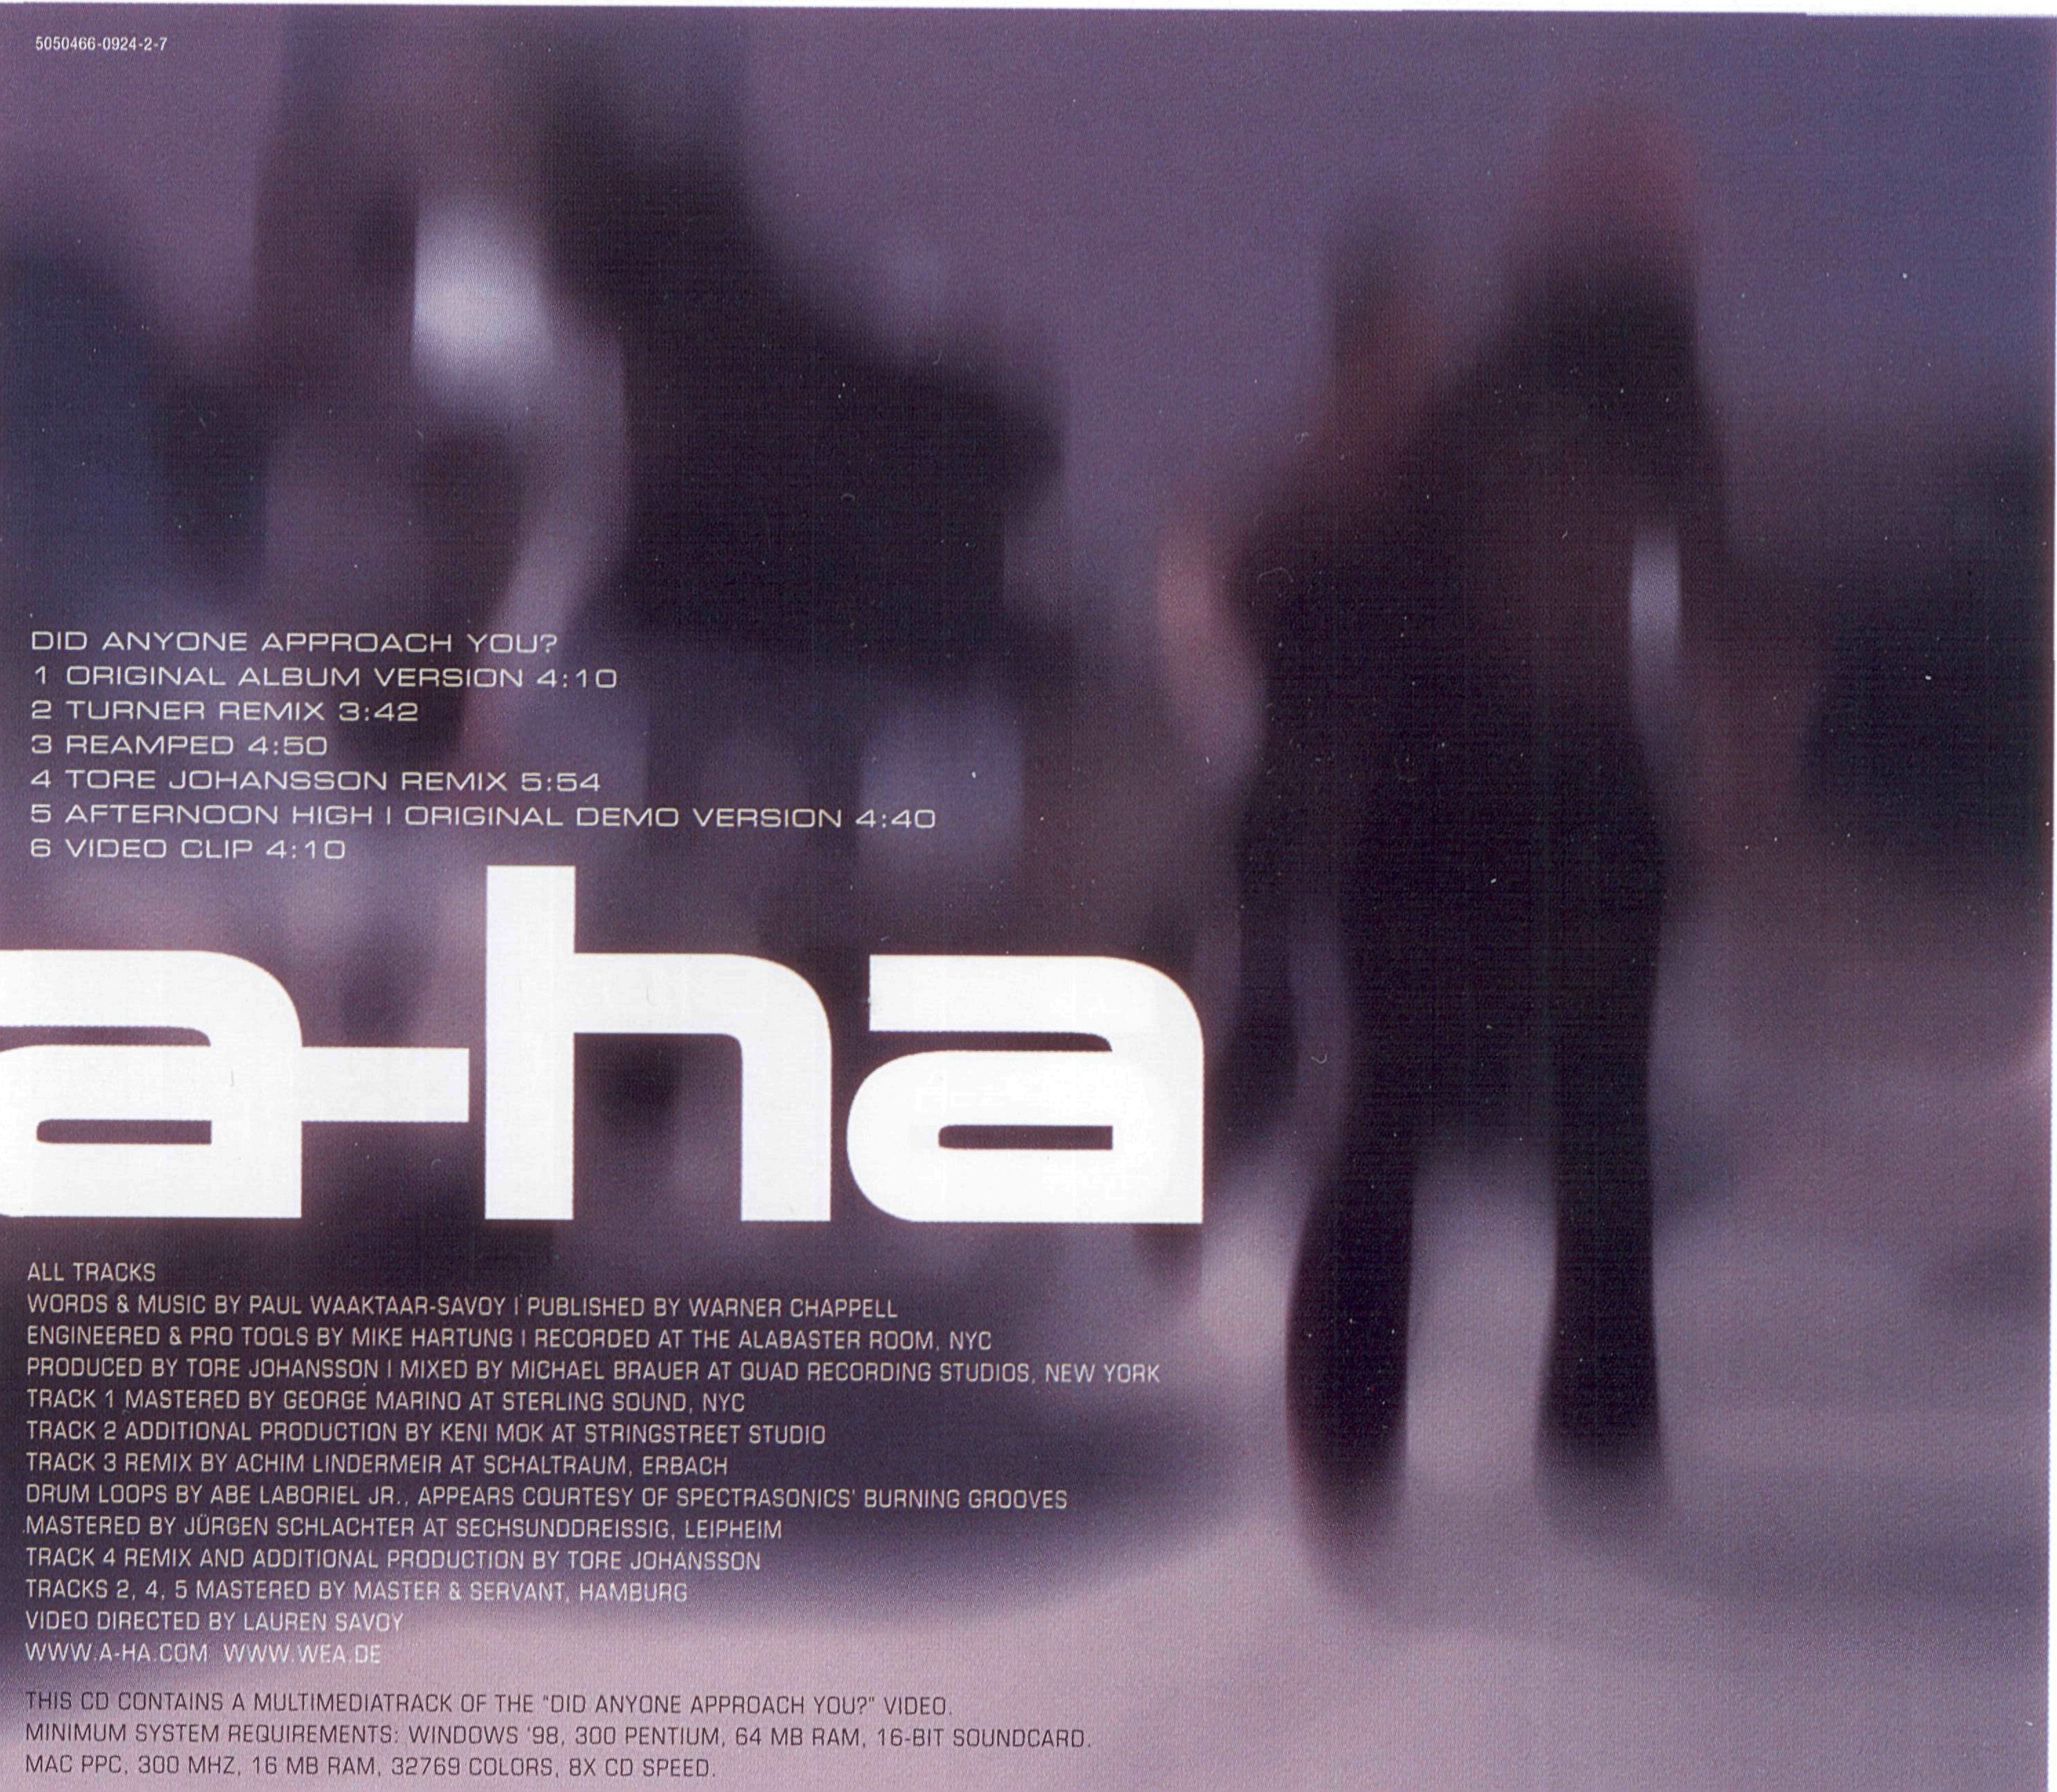 5050466-0924-2-7
DID ANYONE APPROACH YOU?
1 ORIGINAL ALBUM VERSION 4:10
2 TURNER REMIX 3:42
3 REAMPED 4:50
4 TORE JOHANSSON REMIX 5:54
5 AFTERNOON HIGH | ORIGINAL DEMO VERSION 4:40
6 VIDEO CLIP 4:10
a-ha
ALL TRACKS
WORDS & MUSIC BY PAUL WAAKTAAR-SAVOY | PUBLISHED BY WARNER CHAPPELL
ENGINEERED & PRO TOOLS BY MIKE HARTUNG | RECORDED AT THE ALABASTER ROOM, NYC
PRODUCED BY TORE JOHANSSON | MIXED BY MICHAEL BRAUER AT QUAD RECORDING STUDIOS, NEW YORK
TRACK 1 MASTERED BY GEORGE MARINO AT STERLING SOUND, NYC
TRACK 2 ADDITIONAL PRODUCTION BY KENI MOK AT STRINGSTREET STUDIO
TRACK 3 REMIX BY ACHIM LINDERMEIR AT SCHALTRAUM, ERBACH
DRUM LOOPS BY ABE LABORIEL JR., APPEARS COURTESY OF SPECTRASONICS' BURNING GROOVES
MASTERED BY JÜRGEN SCHLACHTER AT SECHSUNDDREISSIG, LEIPHEIM
TRACK 4 REMIX AND ADDITIONAL PRODUCTION BY TORE JOHANSSON
TRACKS 2, 4, 5 MASTERED BY MASTER & SERVANT, HAMBURG
VIDEO DIRECTED BY LAUREN SAVOY
WWW.A-HA.COM WWW.WEA.DE
THIS CD CONTAINS A MULTIMEDIATRACK OF THE "DID ANYONE APPROACH YOU?" VIDEO.
MINIMUM SYSTEM REQUIREMENTS: WINDOWS '98, 300 PENTIUM, 64 MB RAM, 16-BIT SOUNDCARD.
MAC PPC, 300 MHZ, 16 MB RAM, 32769 COLORS, 8X CD SPEED.